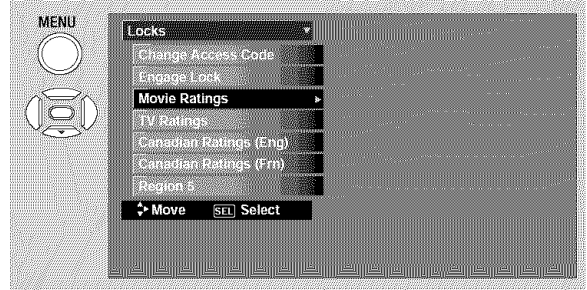 MENU
Locks
Change Access Code
Engage Lock
Movie Ratings
TV Ratings
Canadian Ratings (Eng)
Canadian Ratings (Frn)
Region 5
Move SEL Select